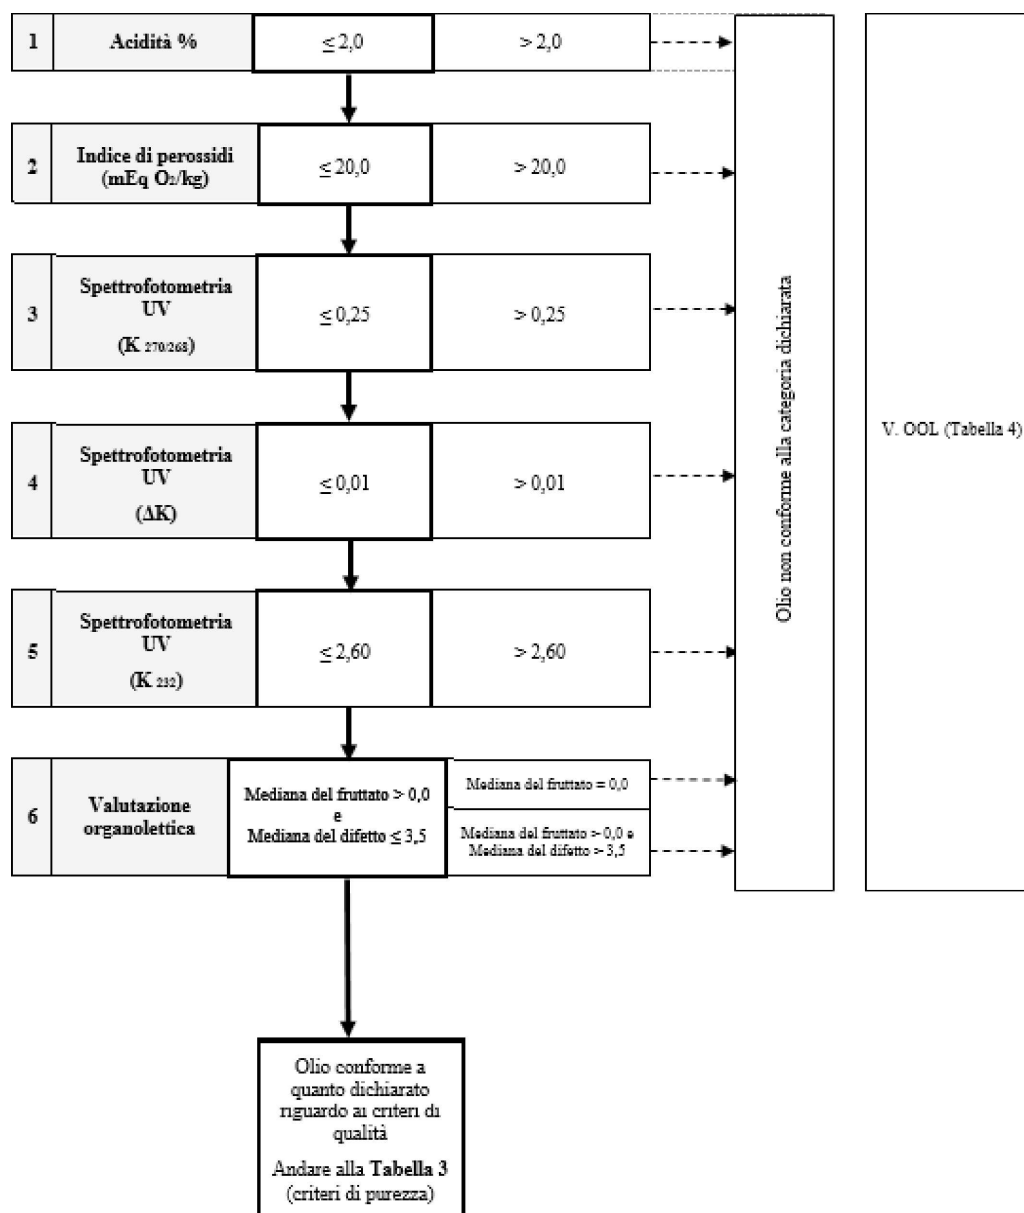 1 Acidità % ≤ 2,0 > 2,0
2 Indice di perossidi
(mEq O₂/kg) ≤ 20,0 > 20,0
3 Spettrofotometria
UV
(K 270/268) ≤ 0,25 > 0,25
4 Spettrofotometria
UV
(ΔK) ≤ 0,01 > 0,01
5 Spettrofotometria
UV
(K 232) ≤ 2,60 > 2,60
6 Valutazione
organolettica
Mediana del fruttato > 0,0
e
Mediana del difetto ≤ 3,5
Mediana del fruttato = 0,0
Mediana del fruttato > 0,0 e
Mediana del difetto > 3,5
Olio non conforme alla categoria dichiarata
V. OOL (Tabella 4)
Olio conforme a
quanto dichiarato
riguardo ai criteri di
qualità
Andare alla Tabella 3
(criteri di purezza)